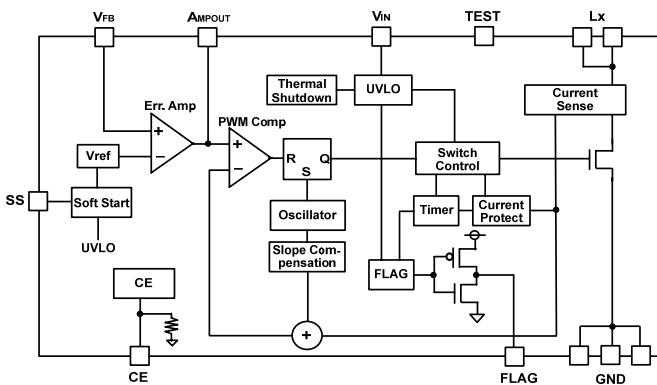 VFB
AMPOUT
VIN
TEST
Lx
Thermal
Shutdown
UVLO
Current
Sense
Err. Amp
+
−
PWM Comp
+
−
R
Q
S
Switch
Control
Vref
SS
Soft Start
UVLO
Oscillator
Timer
Current
Protect
Slope Com-
pensation
FLAG
CE
+
CE
FLAG
GND